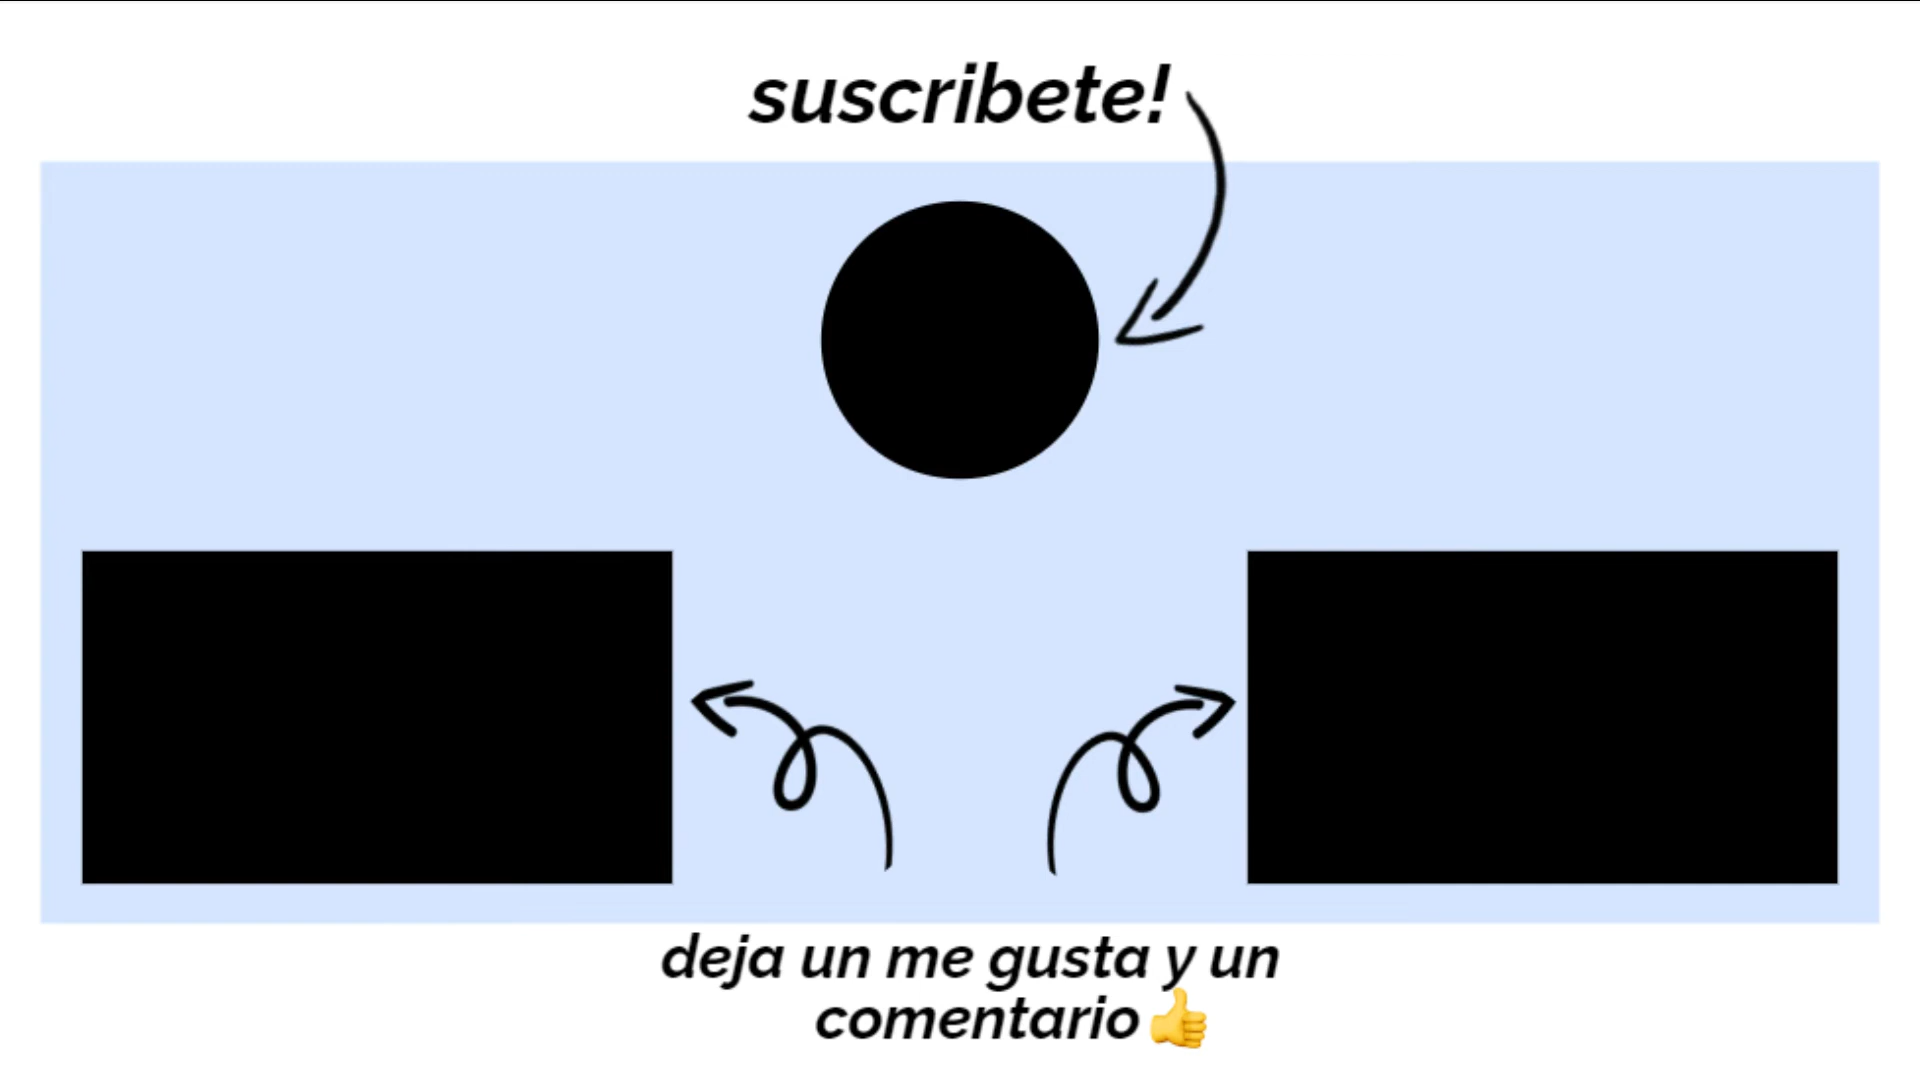 suscribete!
deja un me gusta y un
comentario👍